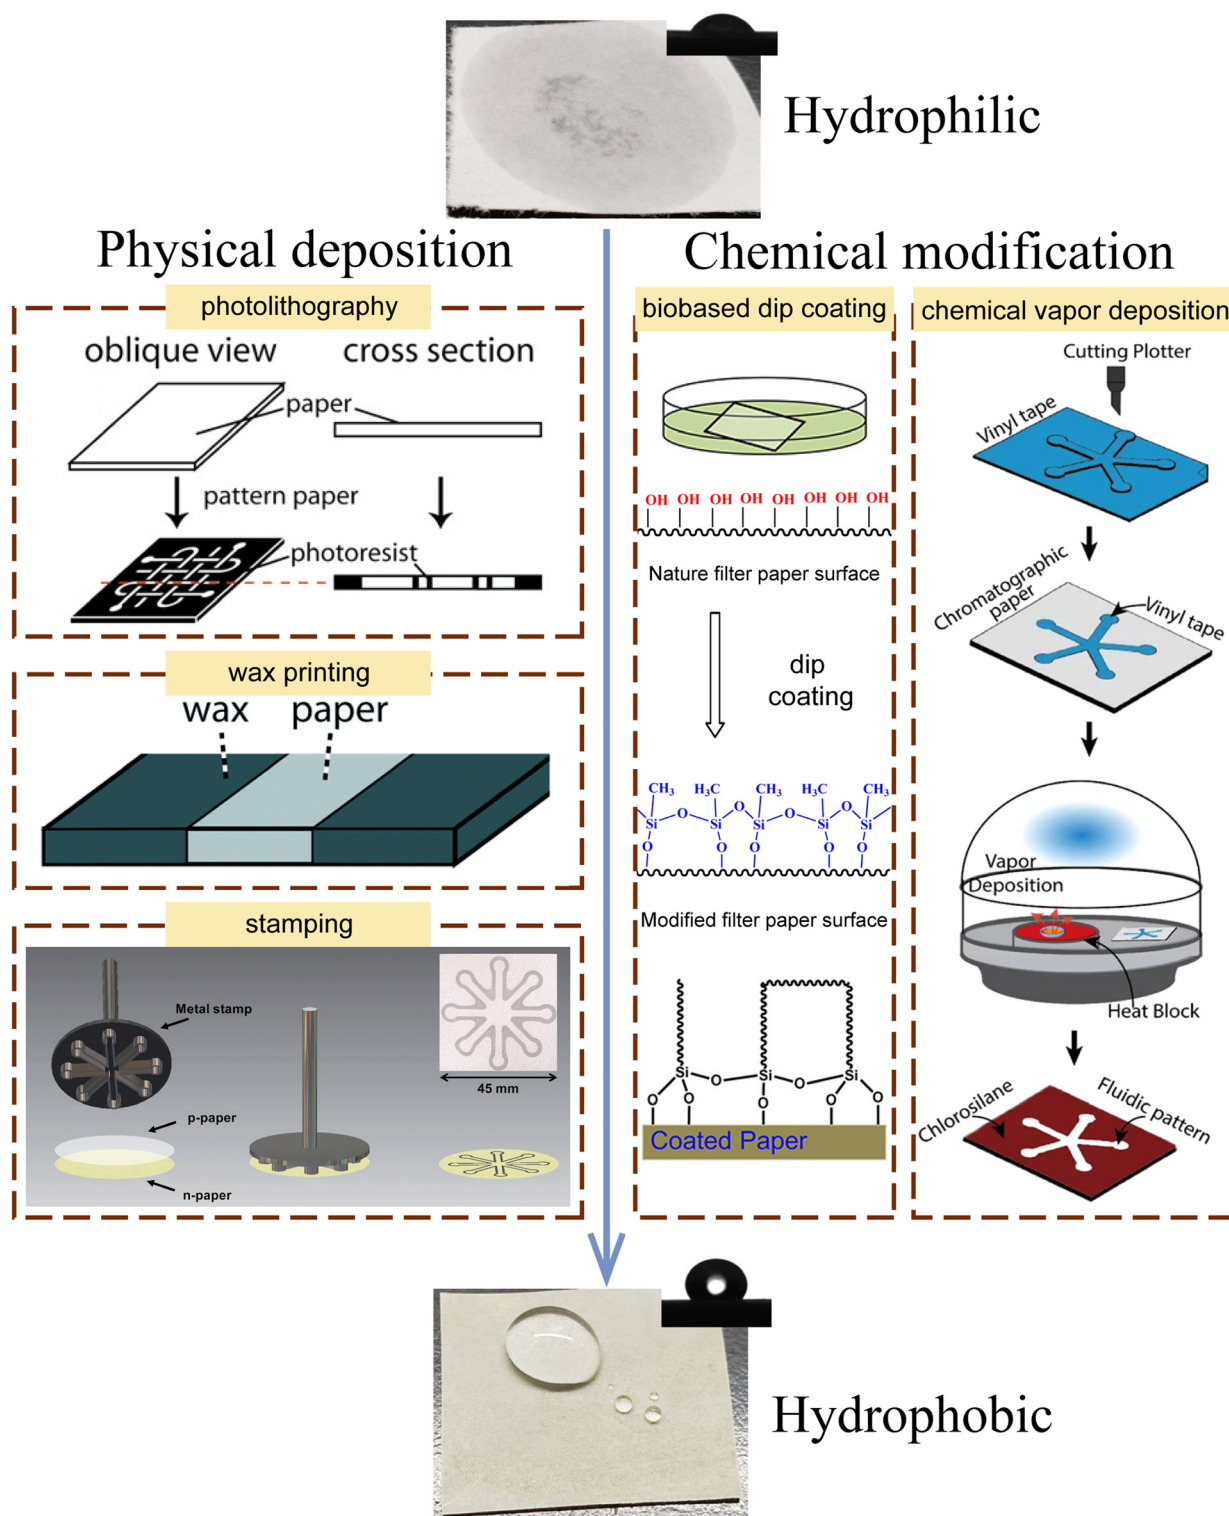 Hydrophilic
Physical deposition
photolithography
oblique view
cross section
paper
pattern paper
photoresist
wax printing
wax
paper
stamping
Metal stamp
p-paper
n-paper
45 mm
Chemical modification
biobased dip coating
OH OH OH OH OH OH OH OH
Nature filter paper surface
dip
coating
CH₃ H₃C CH₃ H₃C CH₃
O O O O
Si Si Si Si Si
O O O O O
Modified filter paper surface
Si Si Si
O O
O O O O O
Coated Paper
chemical vapor deposition
Cutting Plotter
Vinyl tape
Chromatographic
paper
Vinyl tape
Vapor
Deposition
Heat Block
Chlorosilane
Fluidic pattern
Hydrophobic